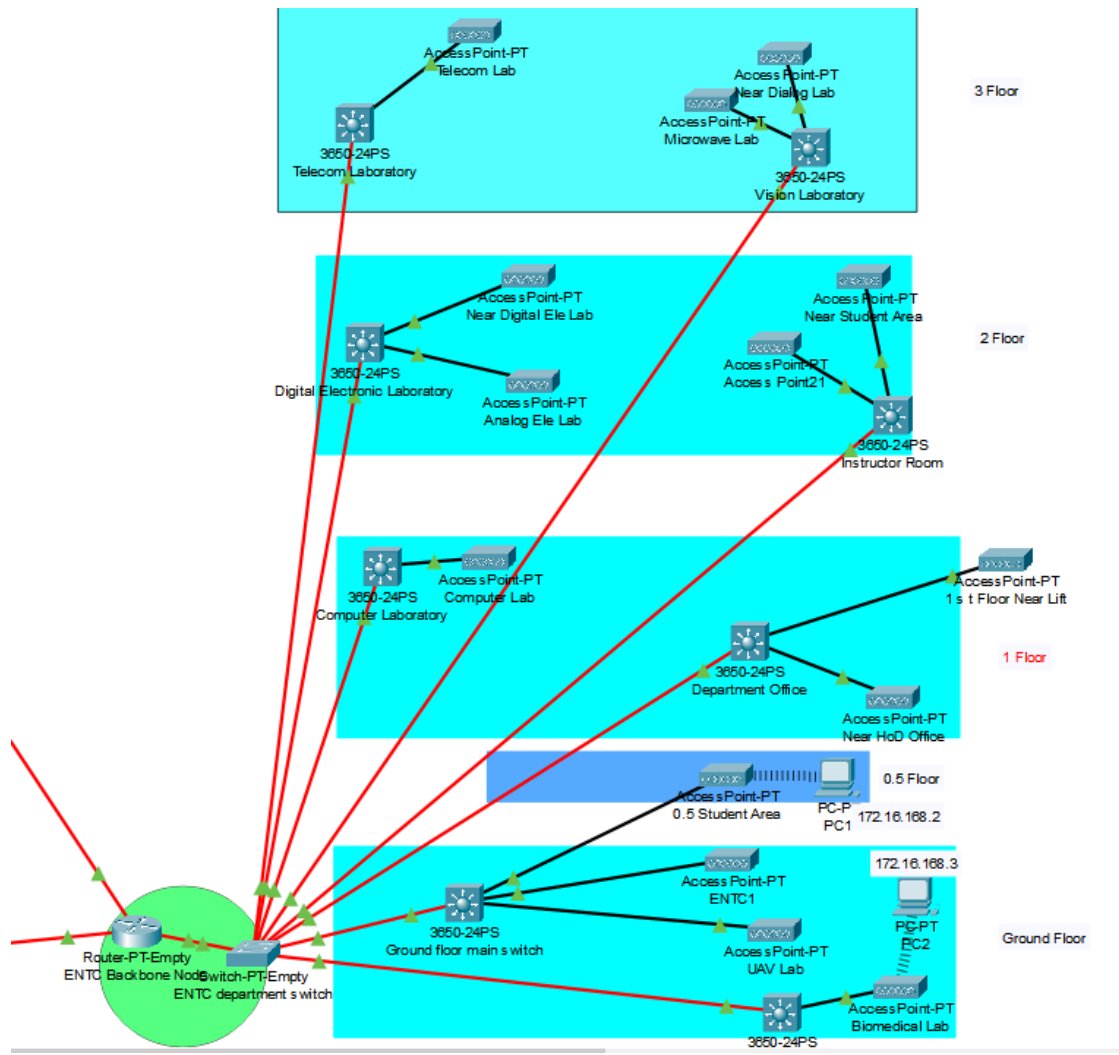 AccessPoint-PT
Telecom Lab
3650-24PS
Telecom Laboratory
AccessPoint-PT
Near Dialog Lab
AccessPoint-PT
Microwave Lab
3650-24PS
Vision Laboratory
3 Floor
AccessPoint-PT
Near Digital Ele Lab
3650-24PS
Digital Electronic Laboratory
AccessPoint-PT
Analog Ele Lab
AccessPoint-PT
Near Student Area
AccessPoint-PT
Access Point21
3650-24PS
Instructor Room
2 Floor
3650-24PS
Computer Laboratory
AccessPoint-PT
Computer Lab
AccessPoint-PT
1st Floor Near Lift
3650-24PS
Department Office
AccessPoint-PT
Near HoD Office
1 Floor
AccessPoint-PT
0.5 Student Area
PC-P
PC1
172.16.168.2
0.5 Floor
3650-24PS
Ground floor main switch
AccessPoint-PT
ENTC1
AccessPoint-PT
UAV Lab
172.16.168.3
PC-PT
PC2
AccessPoint-PT
Biomedical Lab
3650-24PS
Ground Floor
Router-PT-Empty
ENTC Backbone Node
Switch-PT-Empty
ENTC department switch